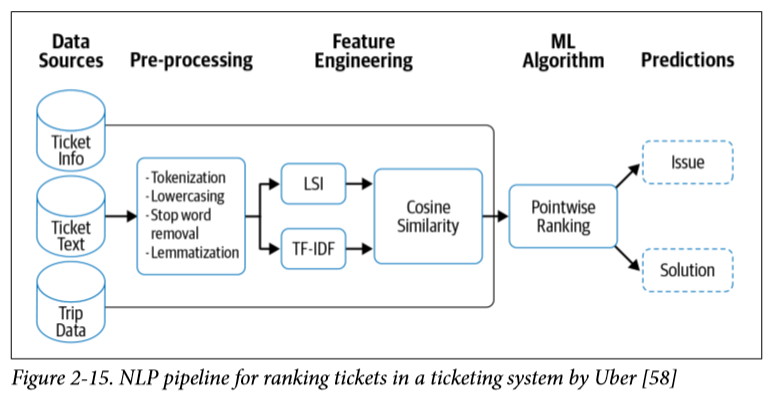 Data Sources
Pre-processing
Feature Engineering
ML Algorithm
Predictions
Ticket Info
Ticket Text
Trip Data
-Tokenization
-Lowercasing
-Stop word
removal
-Lemmatization
LSI
TF-IDF
Cosine Similarity
Pointwise Ranking
Issue
Solution
Figure 2-15. NLP pipeline for ranking tickets in a ticketing system by Uber [58]